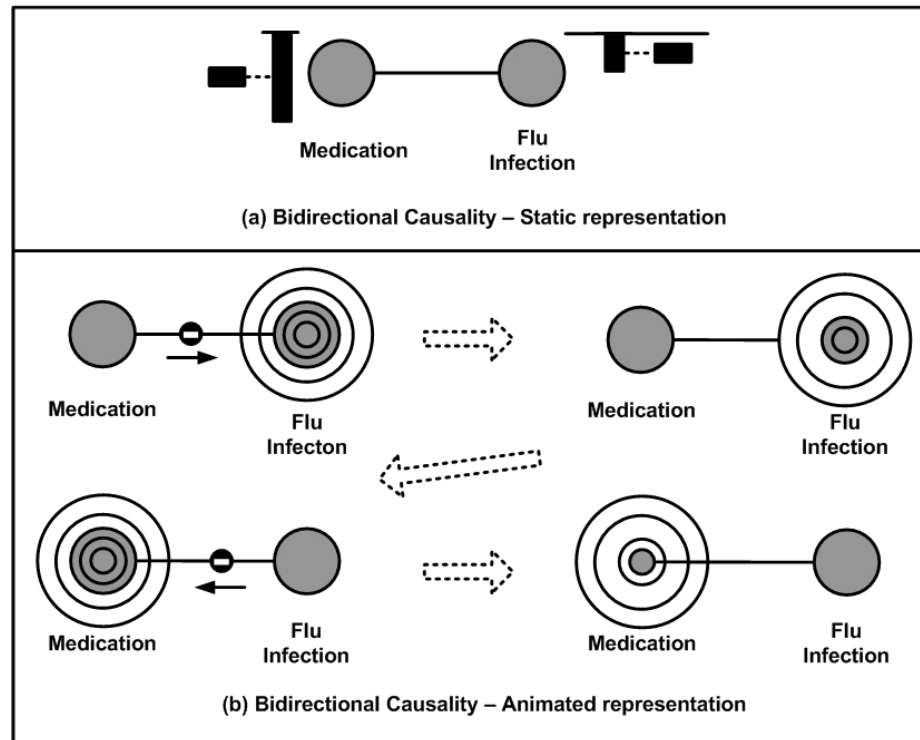 Medication
Flu
Infection
(a) Bidirectional Causality – Static representation
Medication
Flu
Infecton
Medication
Flu
Infection
Medication
Flu
Infection
Medication
Flu
Infection
(b) Bidirectional Causality – Animated representation